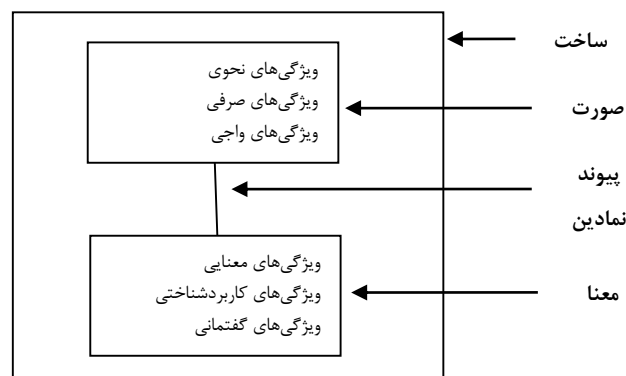 ساخت
ویژگی‌های نحوی
ویژگی‌های صرفی
ویژگی‌های واجی
صورت
پیوند
نمادین
ویژگی‌های معنایی
ویژگی‌های کاربردشناختی
ویژگی‌های گفتمانی
معنا